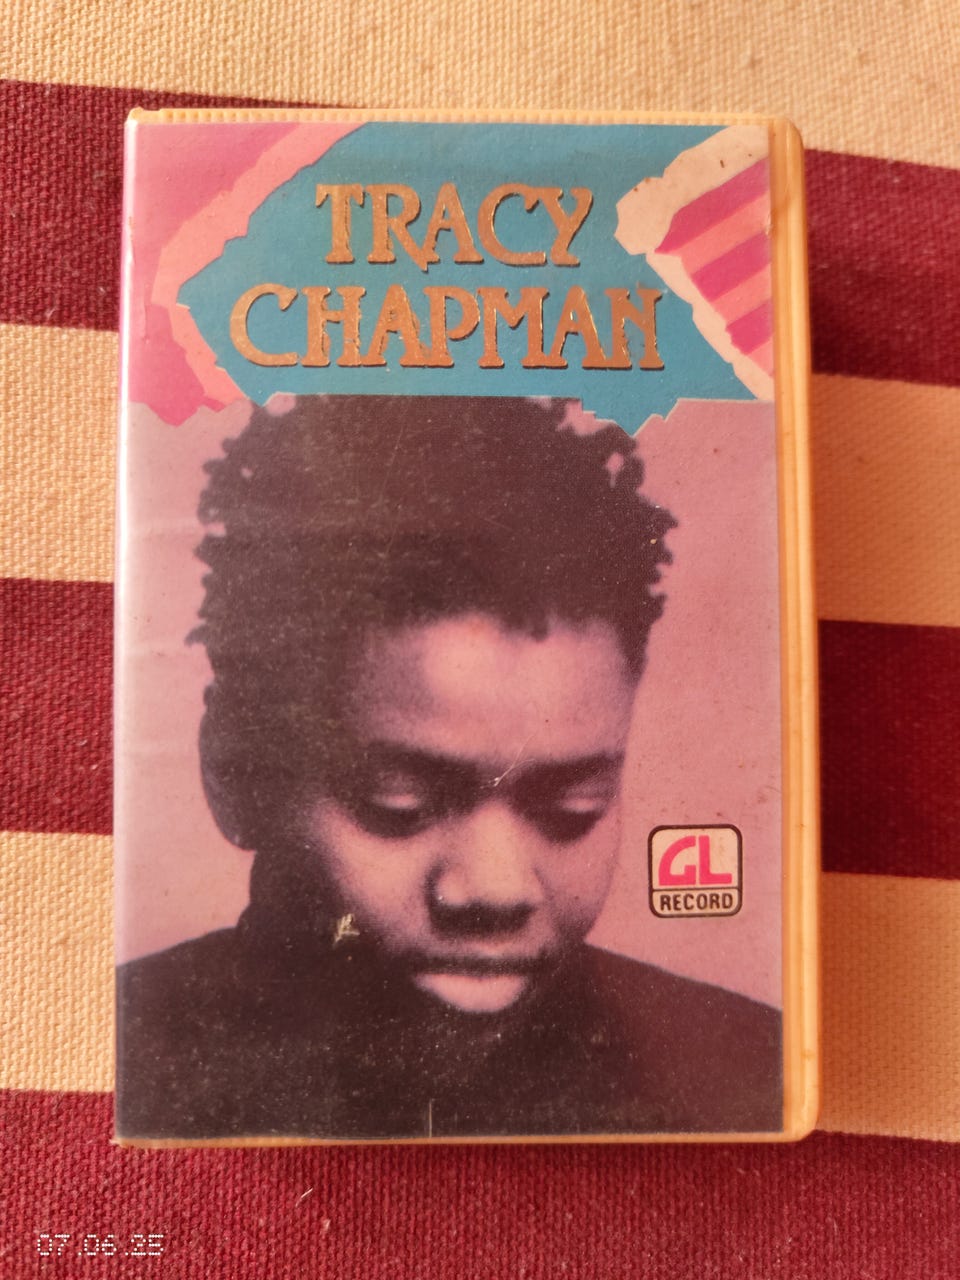 TRACY
CHAPMAN
GL
RECORD
07.06.25